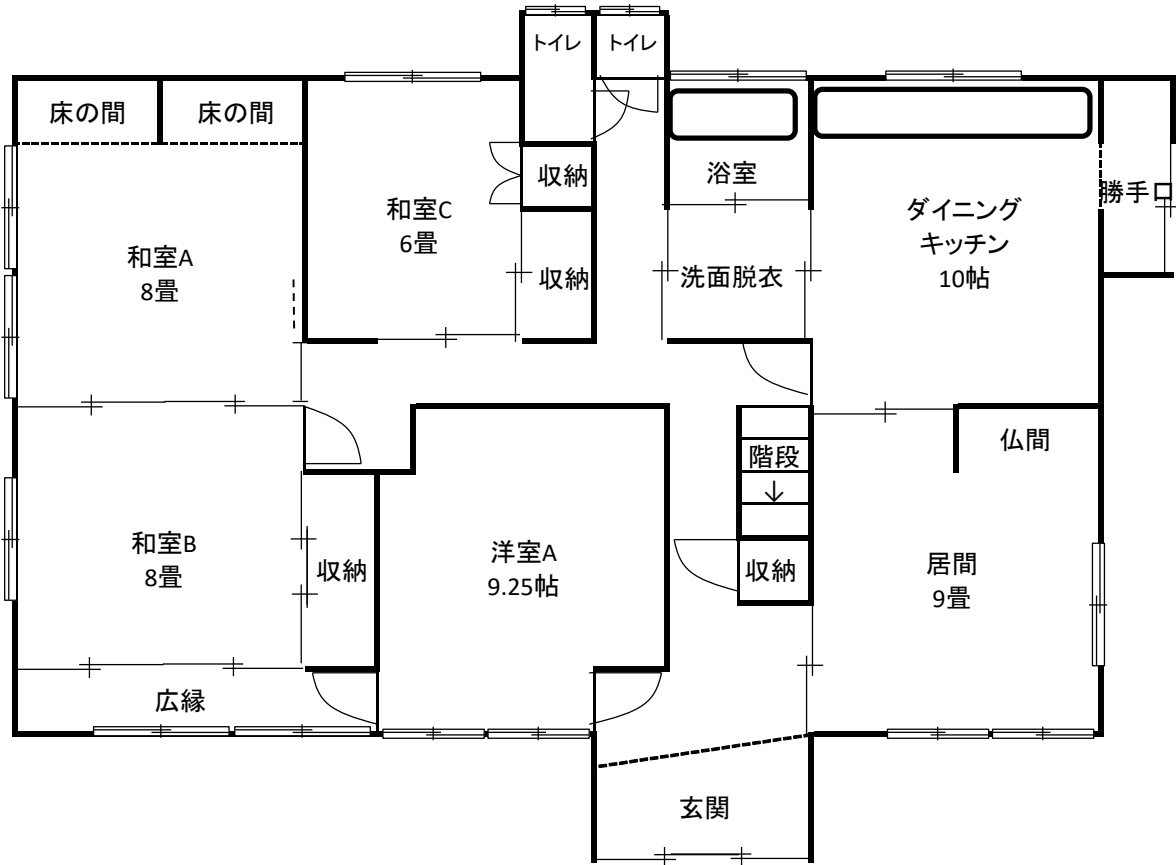 トイレ
トイレ
床の間
床の間
収納
浴室
勝手口
和室C
6畳
ダイニング
キッチン
10帖
和室A
8畳
収納
洗面脱衣
仏間
階段
↓
和室B
8畳
収納
洋室A
9.25帖
収納
居間
9畳
広縁
玄関